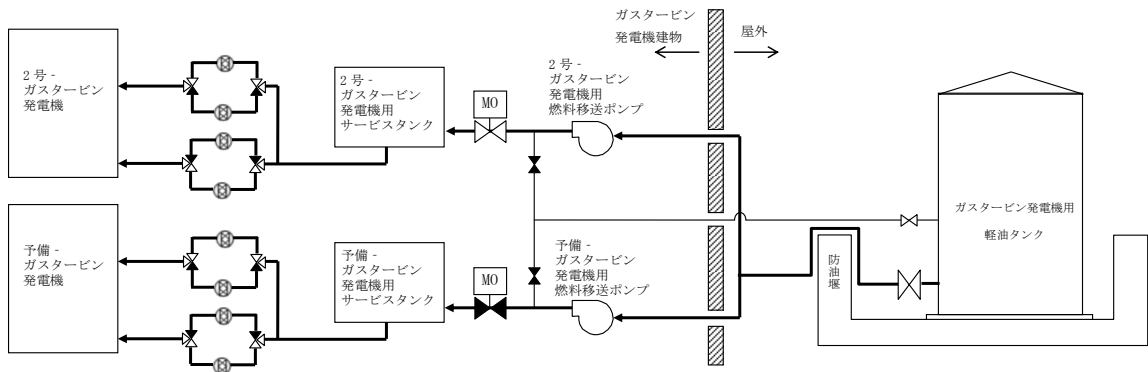 ガスタービン
発電機建物
屋外
2号-
ガスタービン
発電機
2号-
ガスタービン
発電機用
サービスタンク
MO
2号-
ガスタービン
発電機用
燃料移送ポンプ
ガスタービン発電機用
軽油タンク
防油堰
予備-
ガスタービン
発電機
予備-
ガスタービン
発電機用
サービスタンク
MO
予備-
ガスタービン
発電機用
燃料移送ポンプ